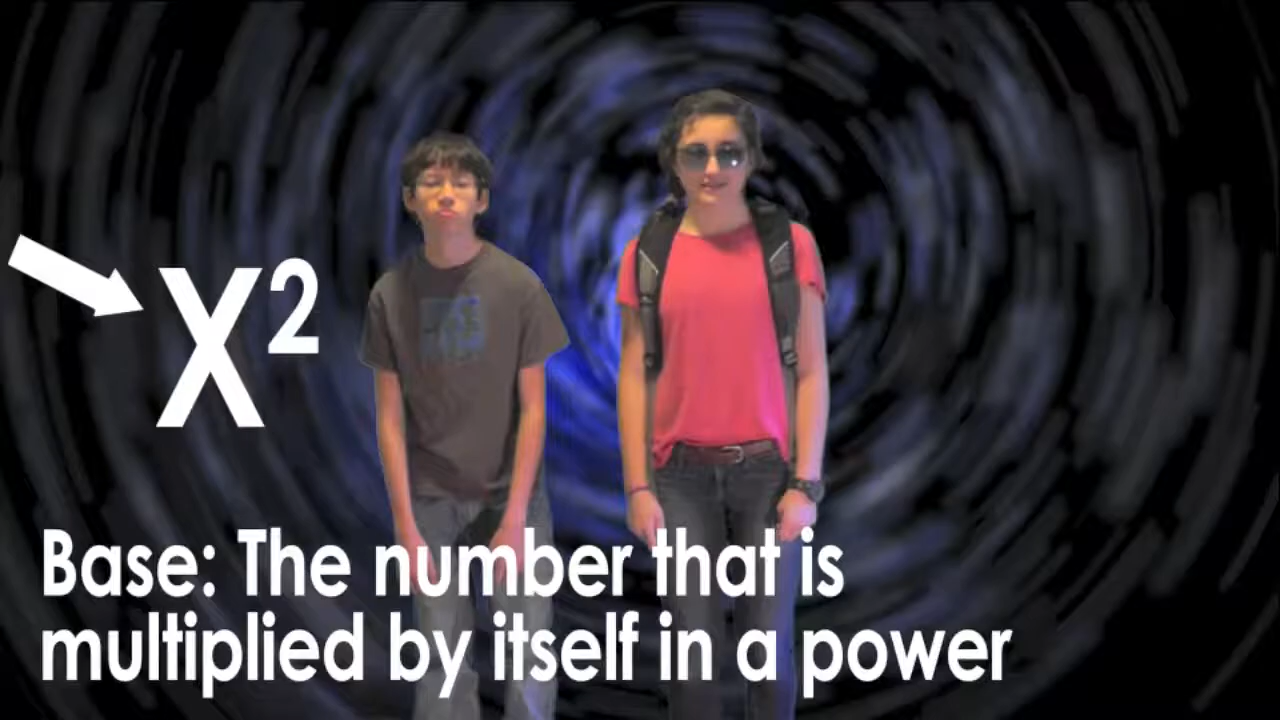 X²
Base: The number that is
multiplied by itself in a power